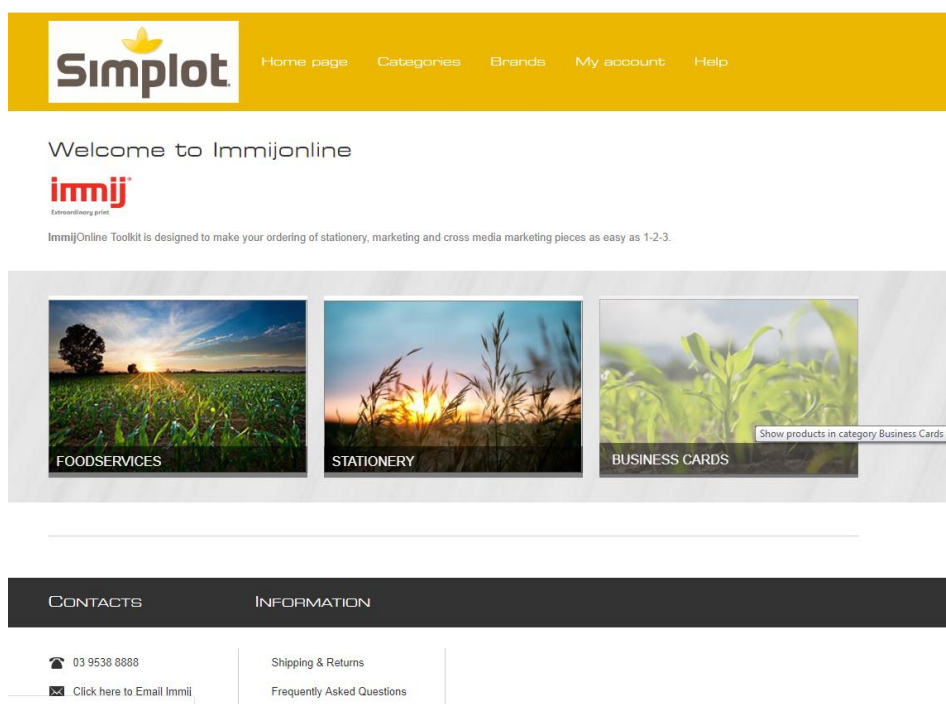 Simplot
Home page Categories Brands My account Help
Welcome to Immijonline
immij®
Extraordinary print
ImmijOnline Toolkit is designed to make your ordering of stationery, marketing and cross media marketing pieces as easy as 1-2-3.
FOODSERVICES
STATIONERY
BUSINESS CARDS
Show products in category Business Cards
CONTACTS INFORMATION
03 9538 8888 Shipping & Returns
Click here to Email Immij Frequently Asked Questions